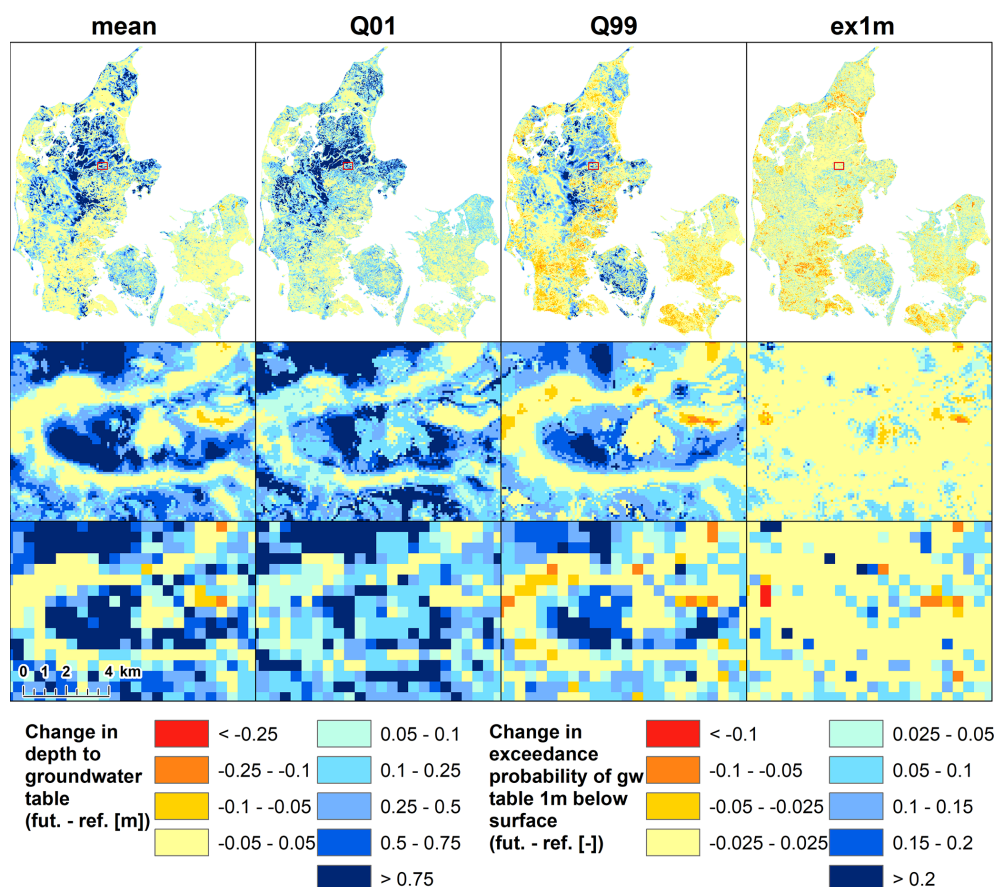 mean Q01 Q99 ex1m
0 1 2 4 km
Change in
depth to
groundwater
table
(fut. - ref. [m])
< -0.25
-0.25 - -0.1
-0.1 - -0.05
-0.05 - 0.05
0.05 - 0.1
0.1 - 0.25
0.25 - 0.5
0.5 - 0.75
> 0.75
Change in
exceedance
probability of gw
table 1m below
surface
(fut. - ref. [-])
< -0.1
-0.1 - -0.05
-0.05 - -0.025
-0.025 - 0.025
0.025 - 0.05
0.05 - 0.1
0.1 - 0.15
0.15 - 0.2
> 0.2